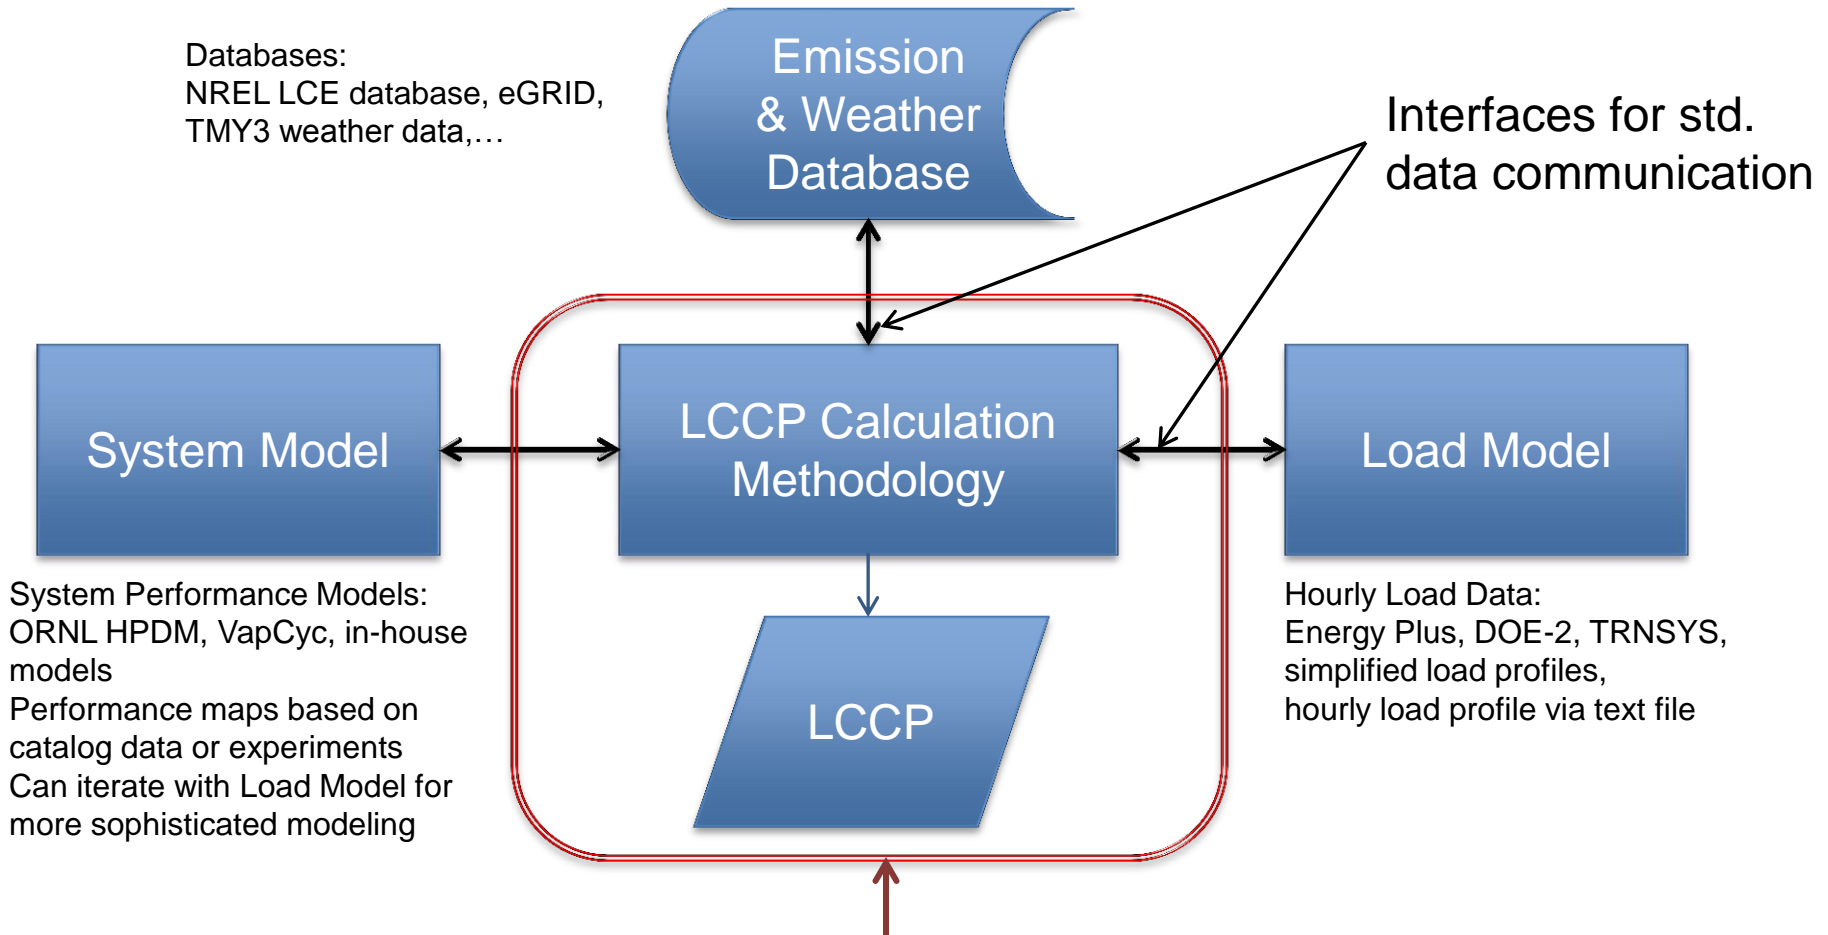 Databases:
NREL LCE database, eGRID,
TMY3 weather data,…
Emission
& Weather
Database
Interfaces for std.
data communication
System Model
LCCP Calculation
Methodology
Load Model
System Performance Models:
ORNL HPDM, VapCyc, in-house
models
Performance maps based on
catalog data or experiments
Can iterate with Load Model for
more sophisticated modeling
LCCP
Hourly Load Data:
Energy Plus, DOE-2, TRNSYS,
simplified load profiles,
hourly load profile via text file